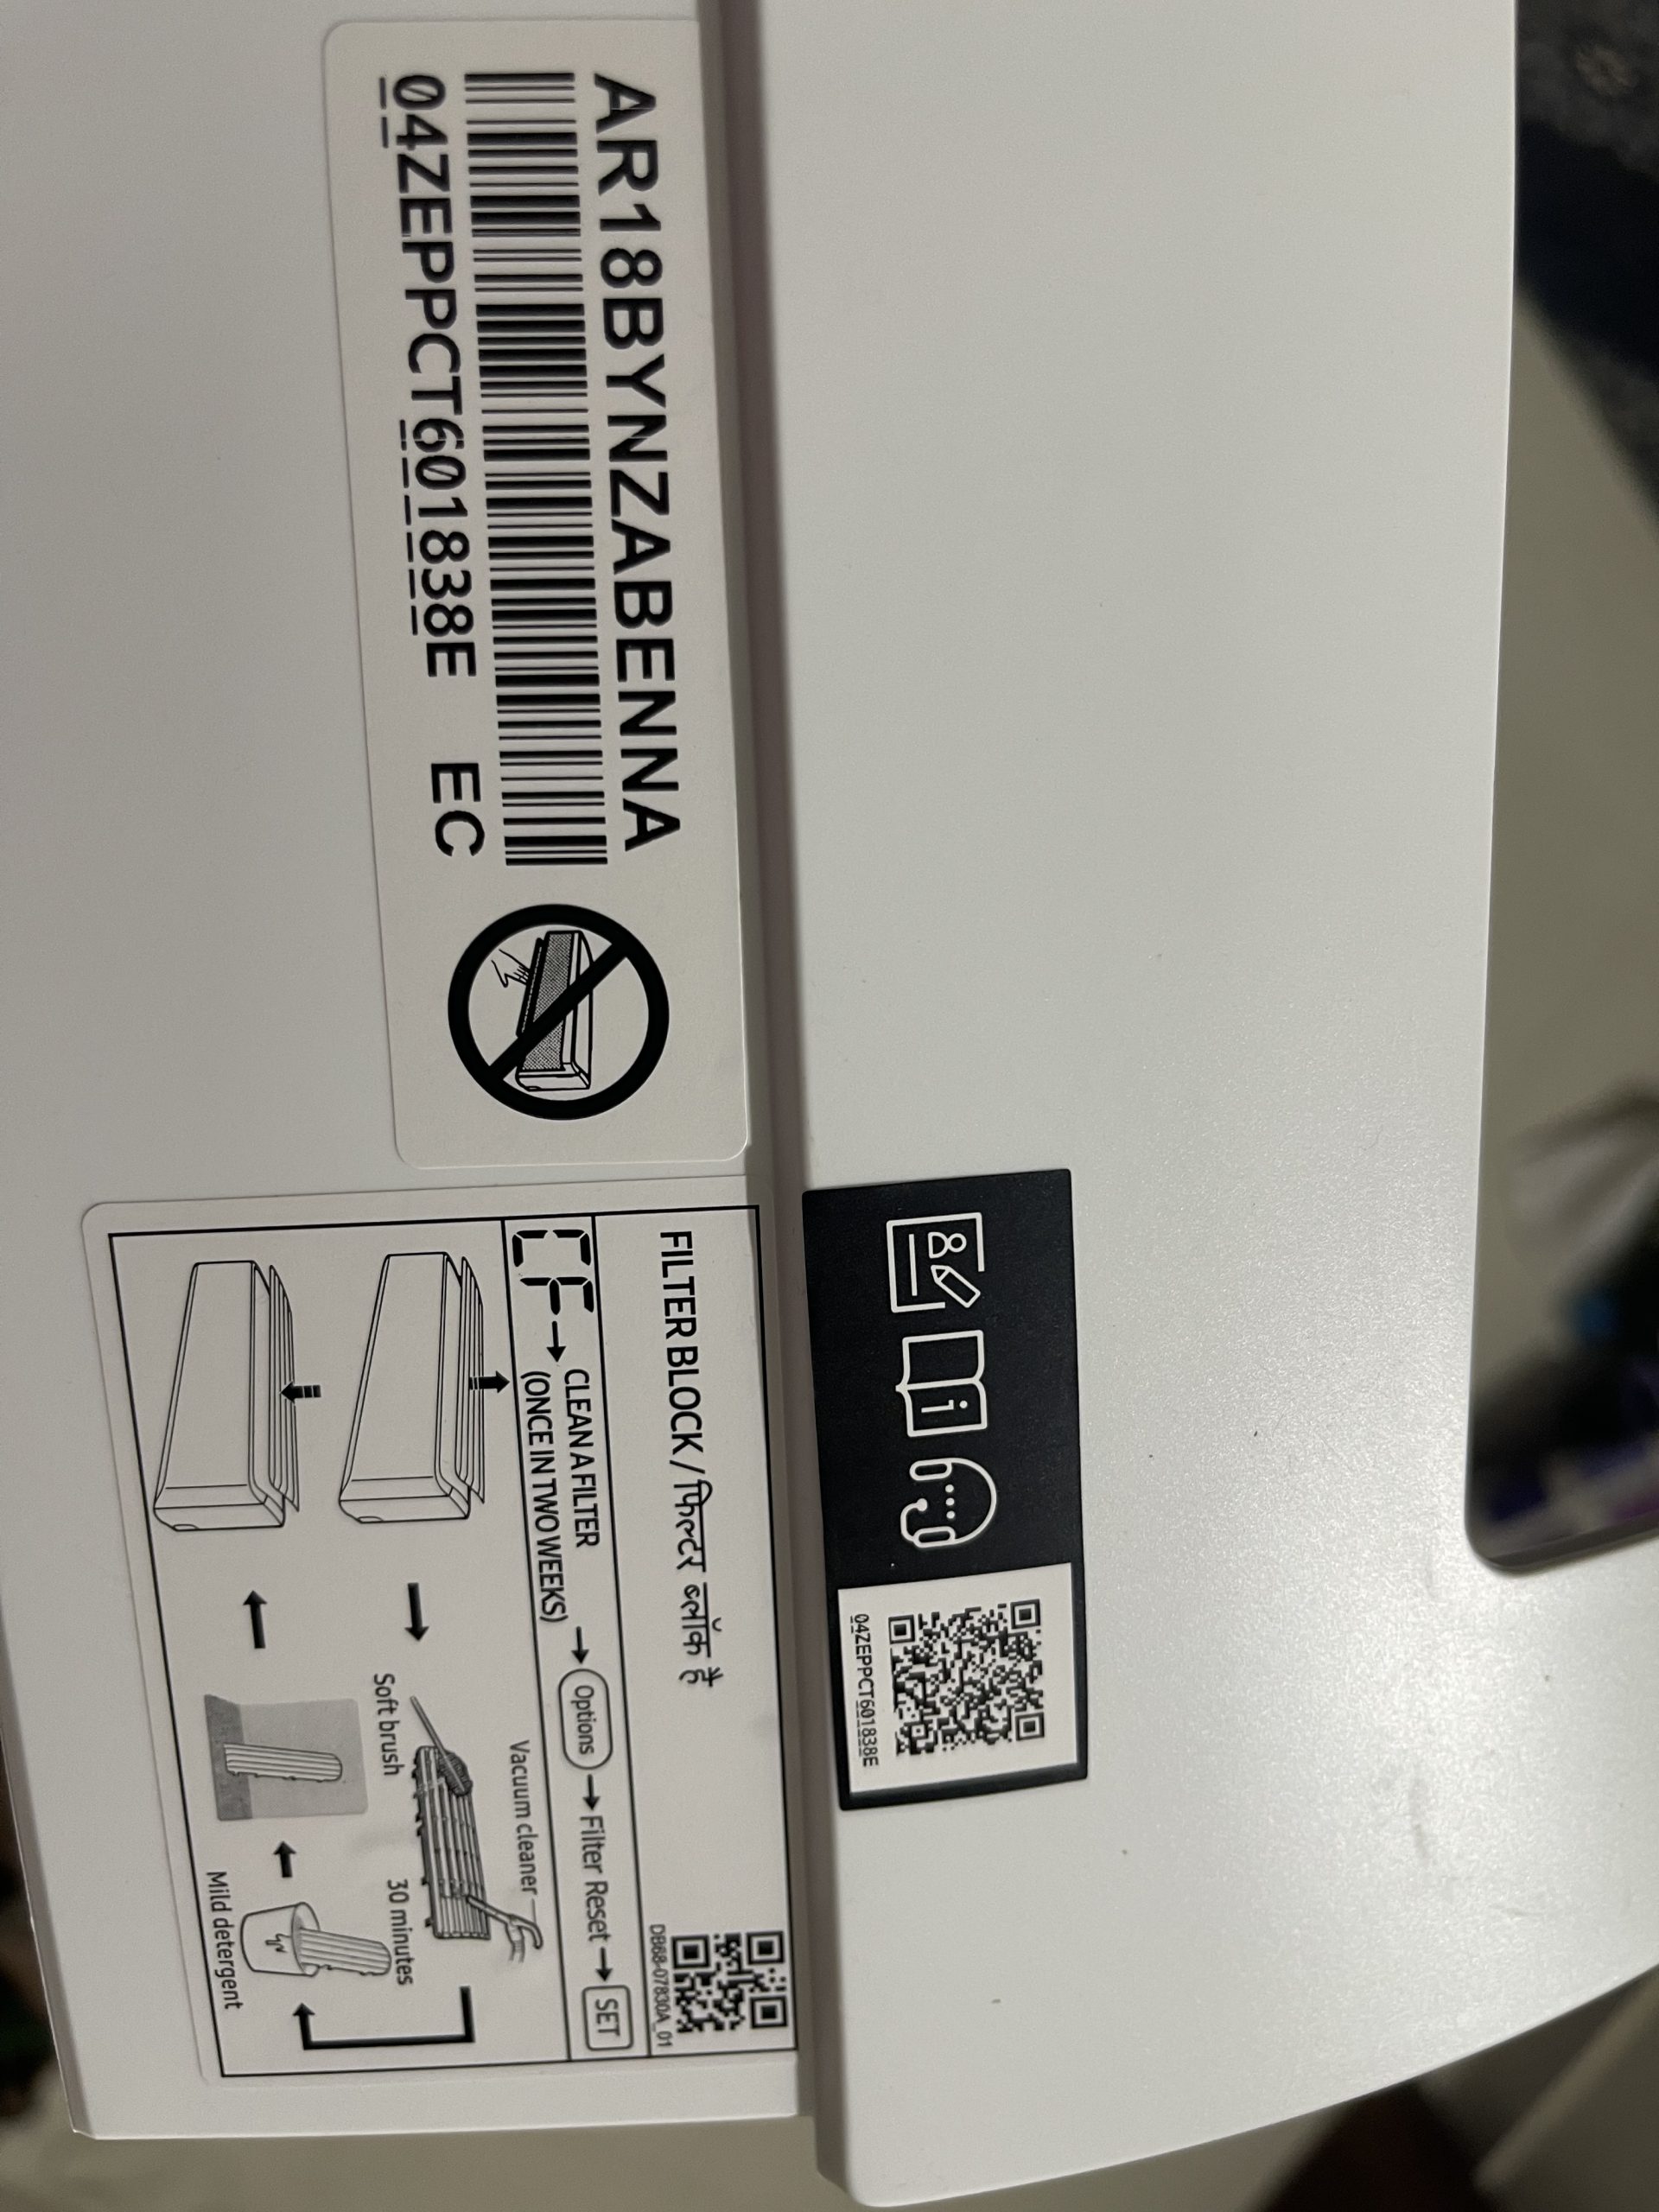 AR18BYNZABENNA
04ZEPPCT601838E EC
04ZEPPCT601838E
FILTER BLOCK / फिल्टर ब्लॉक है
DB68-07830A_01
CF → CLEAN A FILTER (ONCE IN TWO WEEKS) → Options → Filter Reset → SET
Vacuum cleaner
Soft brush
30 minutes
Mild detergent